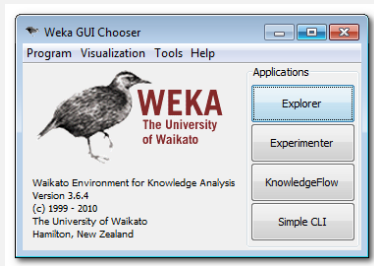 Weka GUI Chooser
Program Visualization Tools Help
WEKA
The University
of Waikato
Waikato Environment for Knowledge Analysis
Version 3.6.4
(c) 1999 - 2010
The University of Waikato
Hamilton, New Zealand
Applications
Explorer
Experimenter
KnowledgeFlow
Simple CLI